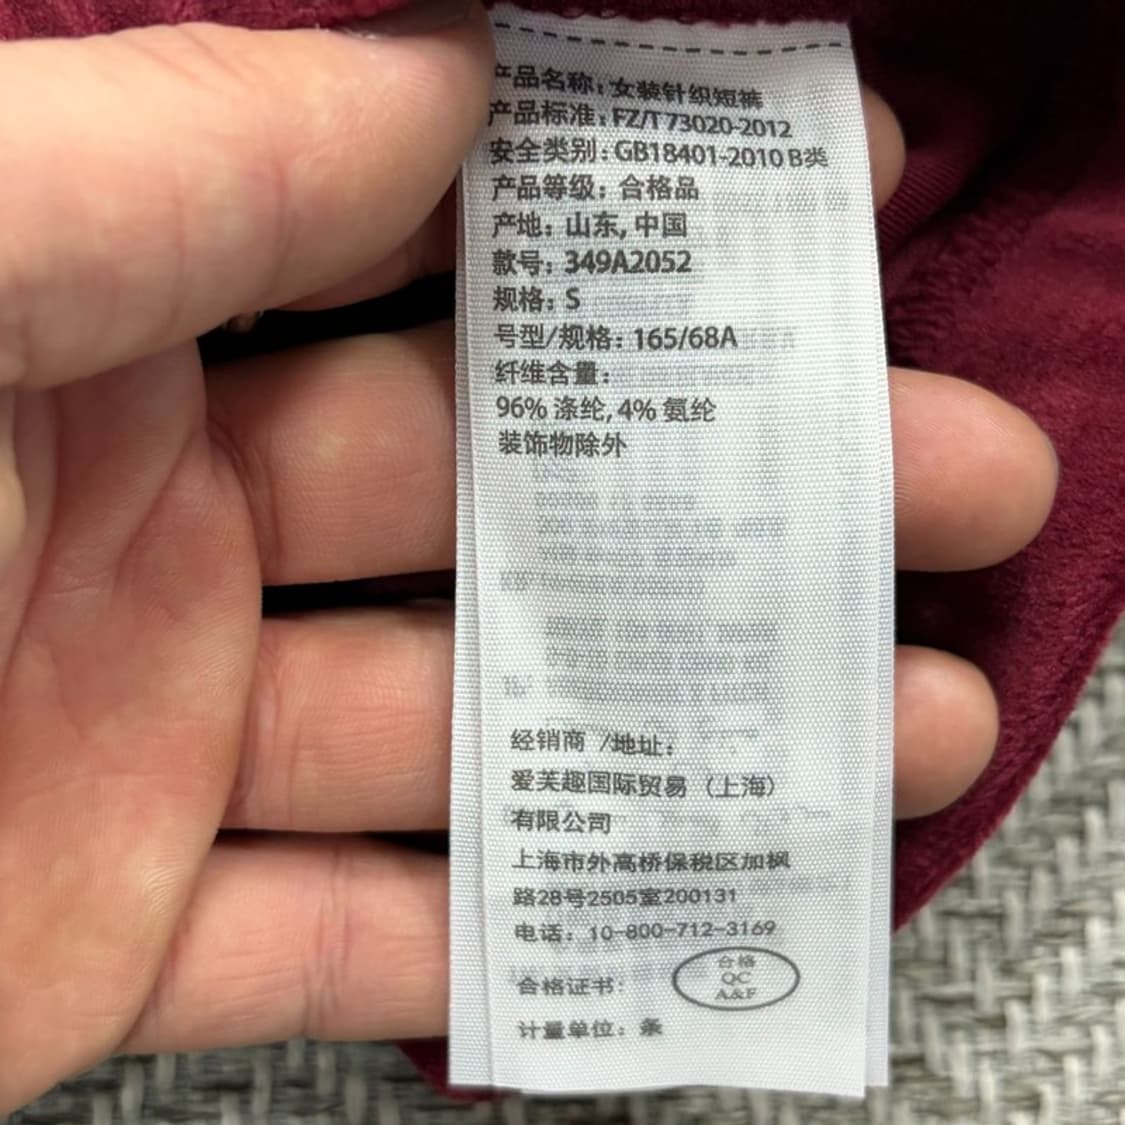 产品名称：女装针织短裤
产品标准：FZ/T 73020-2012
安全类别：GB18401-2010 B类
产品等级：合格品
产地：山东, 中国
款号：349A2052
规格：S
号型/规格：165/68A
纤维含量：
96% 涤纶, 4% 氨纶
装饰物除外
经销商 /地址：
爱芙趣国际贸易（上海）
有限公司
上海市外高桥保税区加枫
路28号2505室200131
电话：10-800-712-3169
合格证书：
合格
QC
A&F
计量单位：条